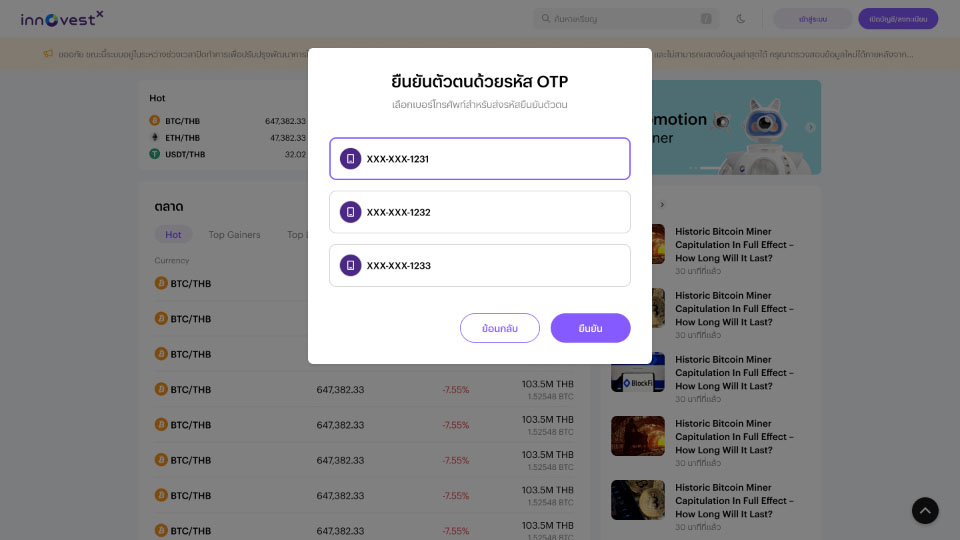 innovestx
ค้นหาเหรียญ
/
เข้าสู่ระบบ
เปิดบัญชี/ลงทะเบียน
ขออภัย ขณะนี้ระบบอยู่ในระหว่างช่วงเวลาปิดทำการเพื่อปรับปรุงพัฒนาการ
และไม่สามารถแสดงข้อมูลล่าสุดได้ กรุณาตรวจสอบข้อมูลใหม่ได้ภายหลังจาก...
ยืนยันตัวตนด้วยรหัส OTP
เลือกเบอร์โทรศัพท์สำหรับส่งรหัสยืนยันตัวตน
XXX-XXX-1231
XXX-XXX-1232
XXX-XXX-1233
ย้อนกลับ
ยืนยัน
Hot
BTC/THB 647,382.33
ETH/THB 47,382.33
USDT/THB 32.02
motion
ner
ตลาด
Hot Top Gainers Top
Currency
BTC/THB
BTC/THB
BTC/THB
BTC/THB 647,382.33 -7.55% 103.5M THB
1.52548 BTC
BTC/THB 647,382.33 -7.55% 103.5M THB
1.52548 BTC
BTC/THB 647,382.33 -7.55% 103.5M THB
1.52548 BTC
BTC/THB 647,382.33 -7.55% 103.5M THB
1.52548 BTC
BTC/THB 647,382.33 -7.55% 103.5M THB
1.52548 BTC
Historic Bitcoin Miner
Capitulation In Full Effect –
How Long Will It Last?
30 นาทีที่แล้ว
Historic Bitcoin Miner
Capitulation In Full Effect –
How Long Will It Last?
30 นาทีที่แล้ว
BlockFi
Historic Bitcoin Miner
Capitulation In Full Effect –
How Long Will It Last?
30 นาทีที่แล้ว
Historic Bitcoin Miner
Capitulation In Full Effect –
How Long Will It Last?
30 นาทีที่แล้ว
Historic Bitcoin Miner
Capitulation In Full Effect –
How Long Will It Last?
30 นาทีที่แล้ว